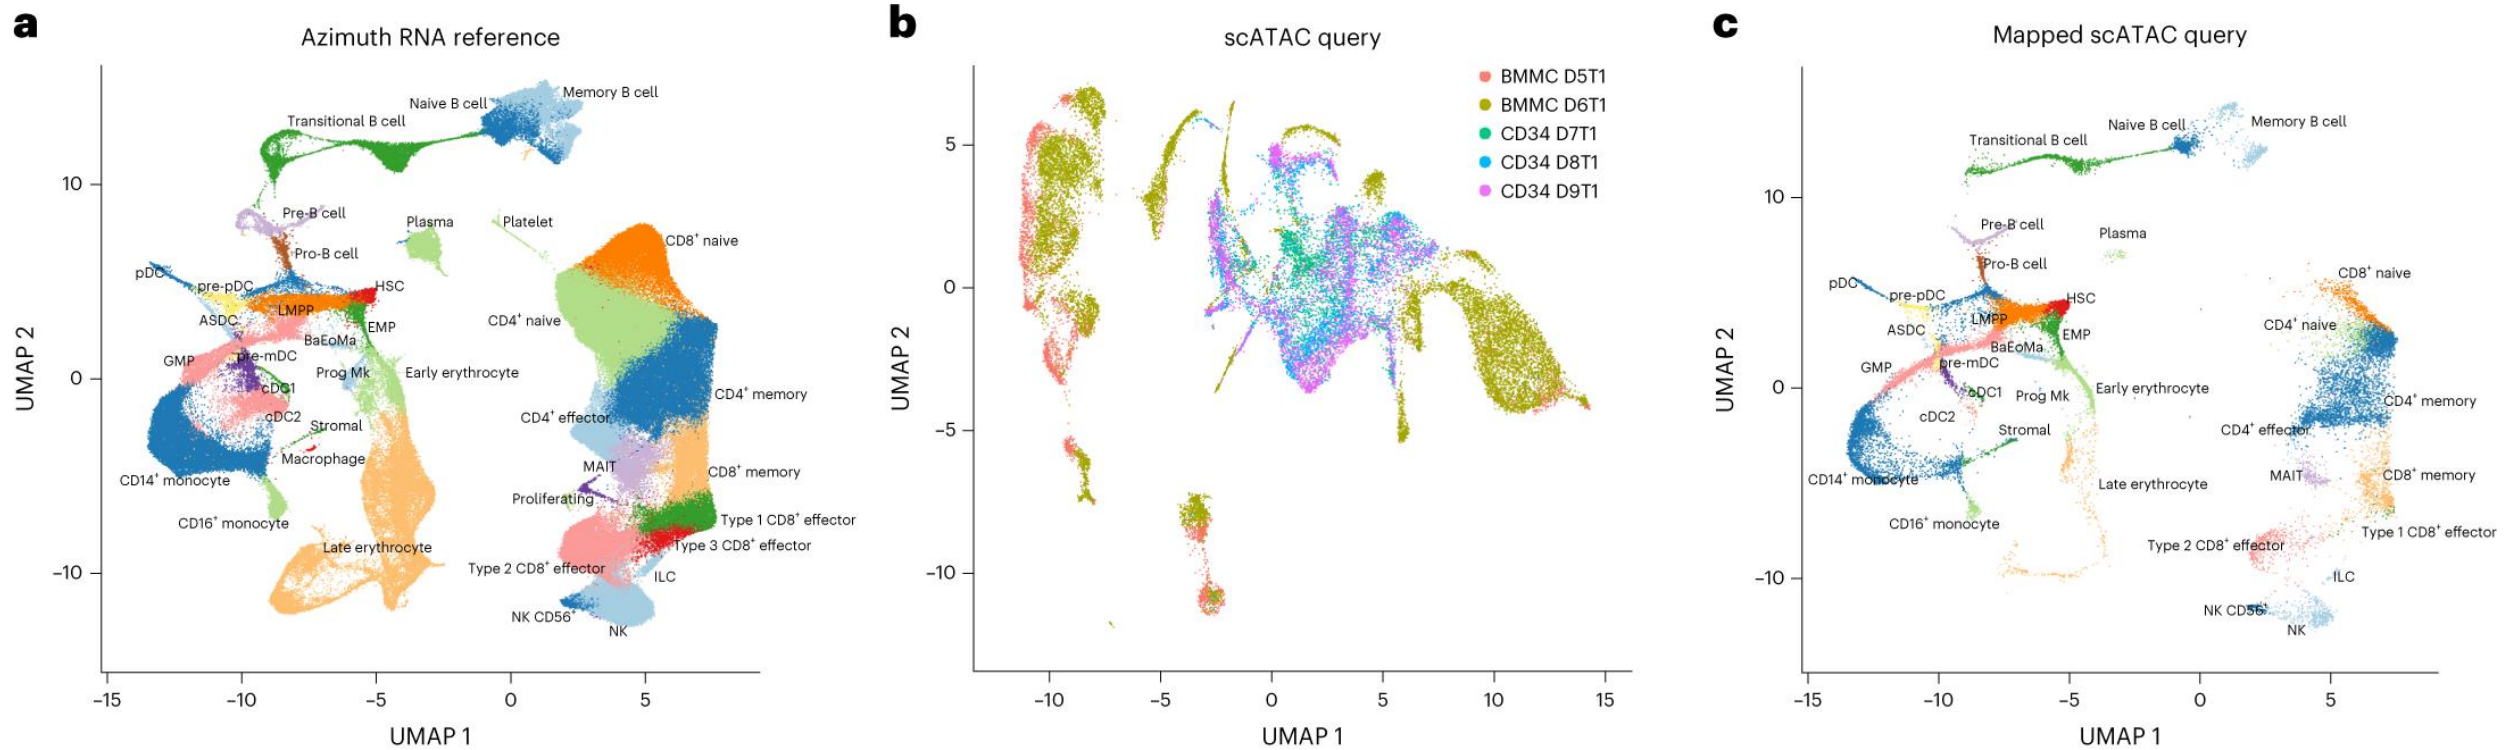 a
Azimuth RNA reference
Naive B cell
Memory B cell
Transitional B cell
Pre-B cell
Plasma
Platelet
CD8⁺ naive
Pro-B cell
pDC
pre-pDC
HSC
LMPP
ASDC
CD4⁺ naive
EMP
BaEoMa
GMP
pre-mDC
Prog Mk
Early erythrocyte
cDC1
CD4⁺ memory
cDC2
CD4⁺ effector
Stromal
Macrophage
MAIT
CD8⁺ memory
CD14⁺ monocyte
Proliferating
CD16⁺ monocyte
Type 1 CD8⁺ effector
Late erythrocyte
Type 3 CD8⁺ effector
Type 2 CD8⁺ effector
ILC
NK CD56⁺
NK
10
0
−10
UMAP 2
−15 −10 −5 0 5
UMAP 1
b
scATAC query
BMMC D5T1
BMMC D6T1
CD34 D7T1
CD34 D8T1
CD34 D9T1
5
0
−5
−10
UMAP 2
−10 −5 0 5 10 15
UMAP 1
c
Mapped scATAC query
Memory B cell
Naive B cell
Transitional B cell
Pre-B cell
Plasma
Pro-B cell
CD8⁺ naive
pDC
pre-pDC
HSC
LMPP
ASDC
CD4⁺ naive
EMP
BaEoMa
GMP
pre-mDC
cDC1
Prog Mk
Early erythrocyte
CD4⁺ memory
cDC2
Stromal
CD4⁺ effector
CD14⁺ monocyte
MAIT
CD8⁺ memory
Late erythrocyte
CD16⁺ monocyte
Type 1 CD8⁺ effector
Type 2 CD8⁺ effector
ILC
NK CD56⁺
NK
10
0
−10
UMAP 2
−15 −10 −5 0 5
UMAP 1